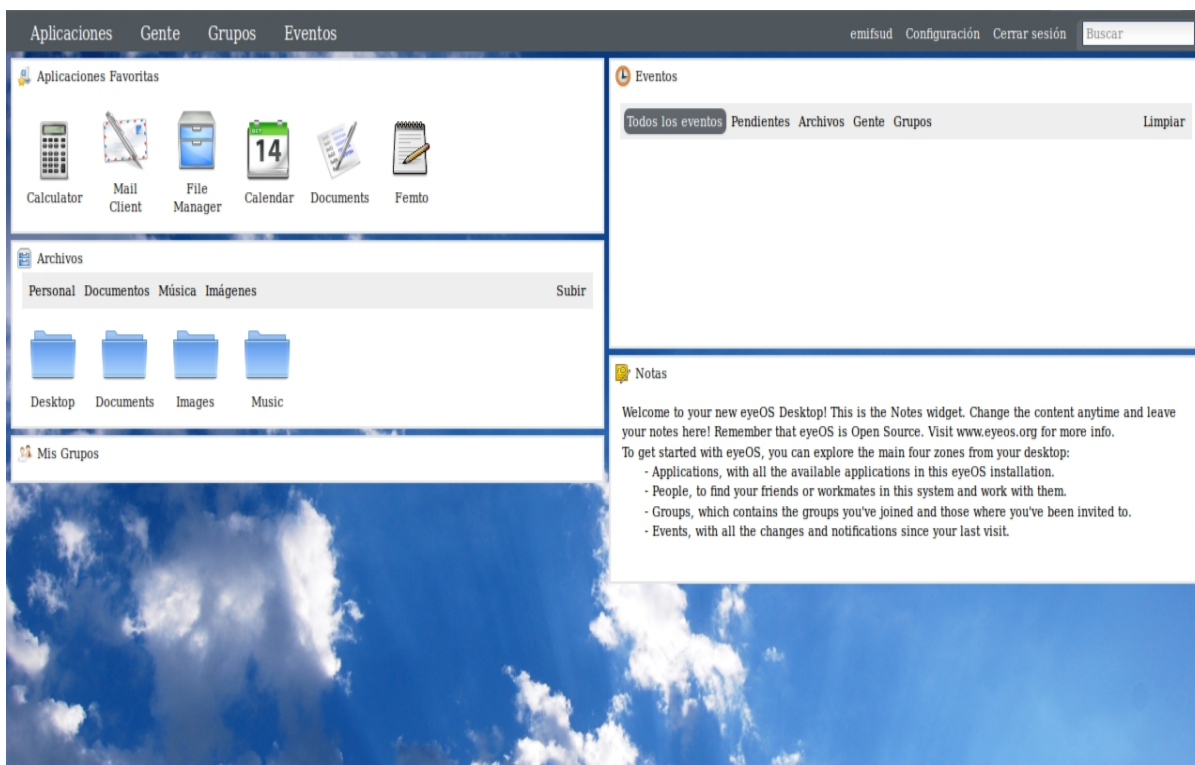 Aplicaciones Gente Grupos Eventos emifsud Configuración Cerrar sesión Buscar
Aplicaciones Favoritas
OCT
14
Calculator
Mail
Client
File
Manager
Calendar
Documents
Femto
Archivos
Personal Documentos Música Imágenes Subir
Desktop Documents Images Music
Mis Grupos
Eventos
Todos los eventos Pendientes Archivos Gente Grupos Limpiar
Notas
Welcome to your new eyeOS Desktop! This is the Notes widget. Change the content anytime and leave
your notes here! Remember that eyeOS is Open Source. Visit www.eyeos.org for more info.
To get started with eyeOS, you can explore the main four zones from your desktop:
- Applications, with all the available applications in this eyeOS installation.
- People, to find your friends or workmates in this system and work with them.
- Groups, which contains the groups you've joined and those where you've been invited to.
- Events, with all the changes and notifications since your last visit.